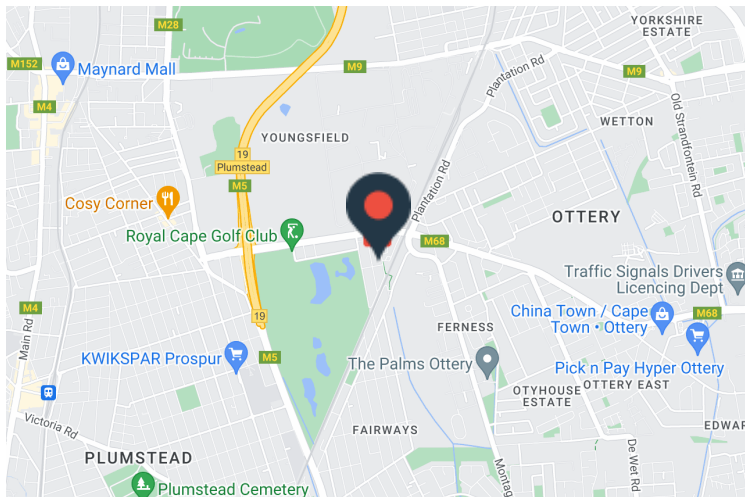 YORKSHIRE
ESTATE
M28
M152
Maynard Mall
M9
M9
Plantation Rd
M4
Old Strandfontein Rd
WETTON
YOUNGSFIELD
19
Plumstead
M5
Plantation Rd
Cosy Corner
OTTERY
Royal Cape Golf Club
M68
Traffic Signals Drivers
Licencing Dept
M4
19
China Town / Cape
Town • Ottery
M68
Main Rd
FERNESS
KWIKSPAR Prospur
M5
The Palms Ottery
Pick n Pay Hyper Ottery
OTTERY EAST
OTYHOUSE
ESTATE
Victoria Rd
FAIRWAYS
EDWAR
De Wet Rd
PLUMSTEAD
Montag
Plumstead Cemetery